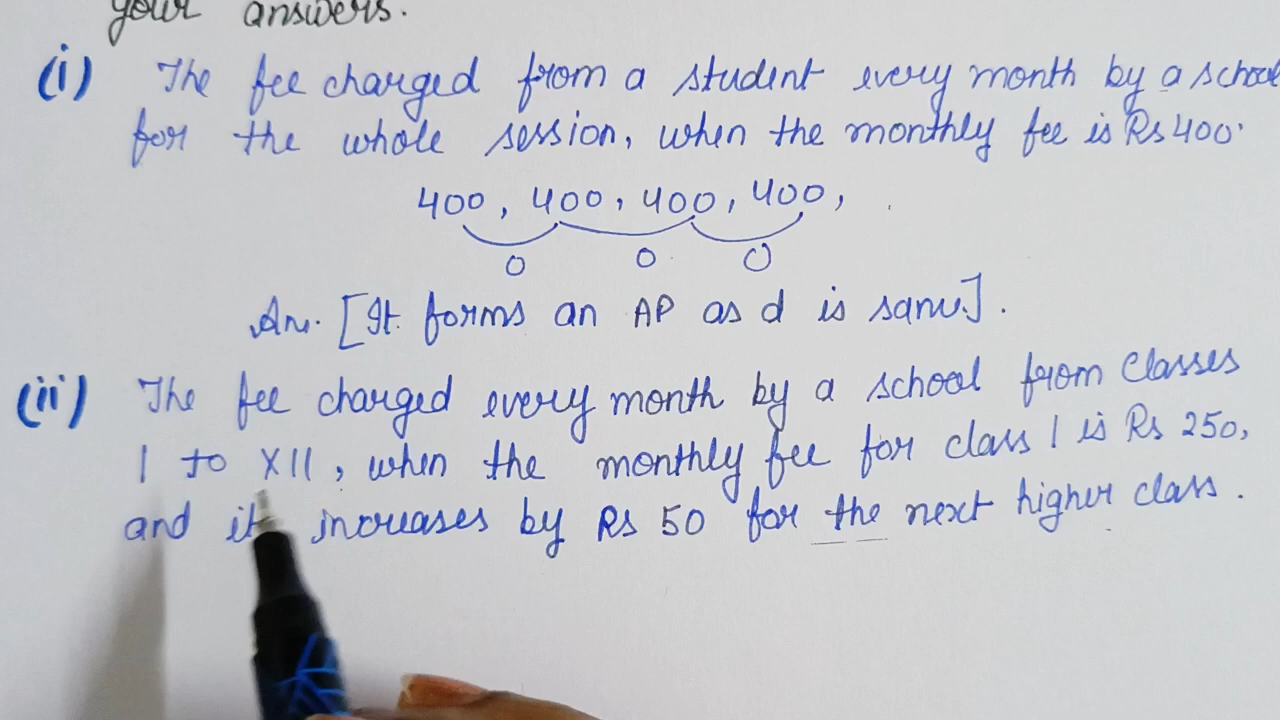 your answers.
(i) The fee charged from a student every month by a school
for the whole session, when the monthly fee is Rs 400.
400, 400, 400, 400,
0 0 0
An. [It forms an AP as d is same].
(ii) The fee charged every month by a school from Classes
I to XII, when the monthly fee for class I is Rs 250,
and it increases by Rs 50 for the next higher class.